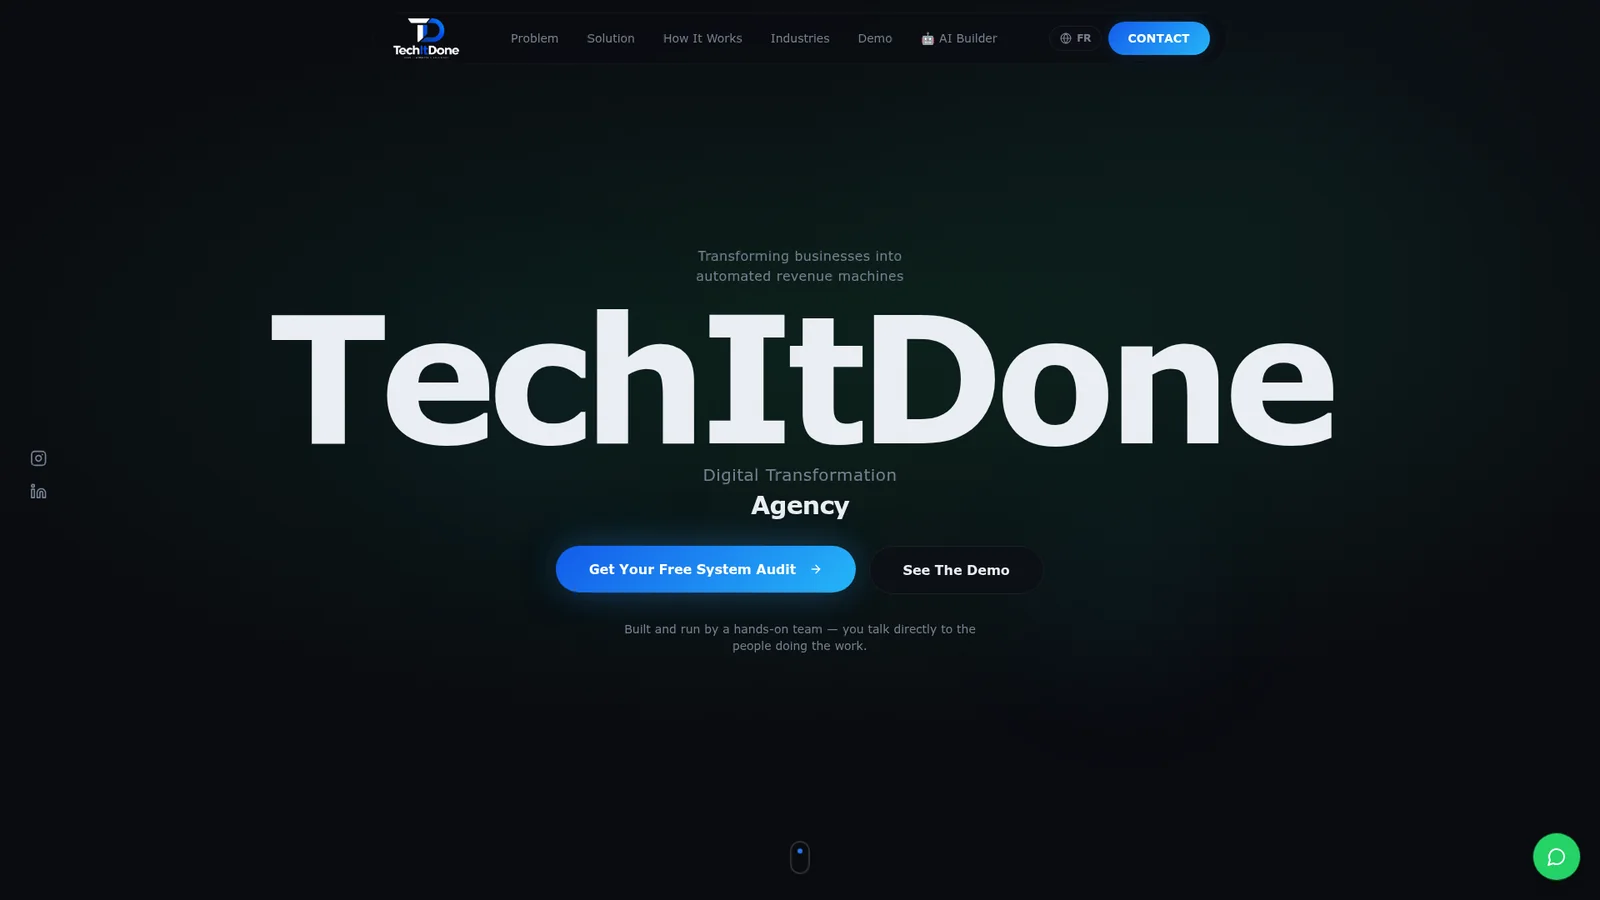 TechItDone
Problem
Solution
How It Works
Industries
Demo
AI Builder
FR
CONTACT
Transforming businesses into
automated revenue machines
TechItDone
Digital Transformation
Agency
Get Your Free System Audit
See The Demo
Built and run by a hands-on team — you talk directly to the
people doing the work.